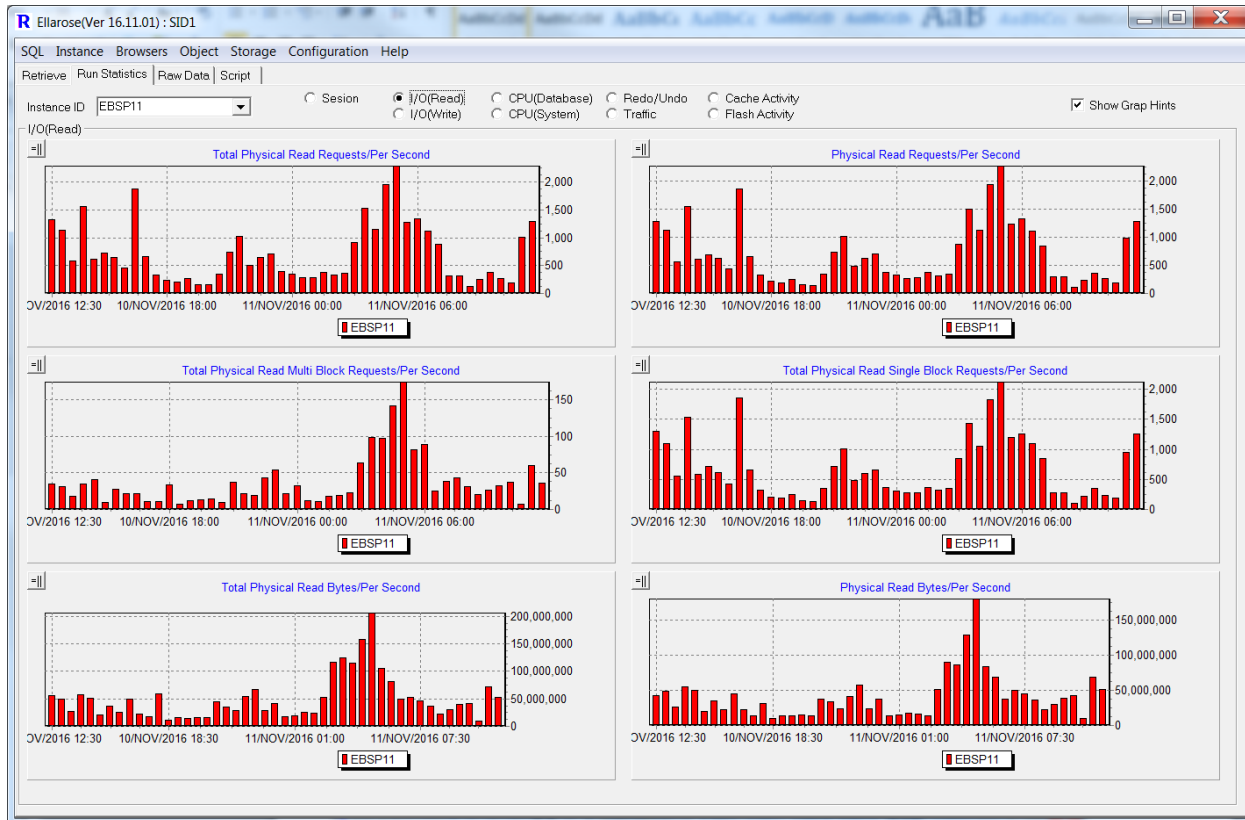 R Ellarose(Ver 16.11.01) : SID1
AaB
SQL Instance Browsers Object Storage Configuration Help
Retrieve Run Statistics Raw Data Script
Instance ID EBSP11
Sesion I/O(Read) CPU(Database) Redo/Undo Cache Activity
I/O(Write) CPU(System) Traffic Flash Activity
Show Grap Hints
I/O(Read)
=||
Total Physical Read Requests/Per Second
2,000
1,500
1,000
500
0
OV/2016 12:30 10/NOV/2016 18:00 11/NOV/2016 00:00 11/NOV/2016 06:00
EBSP11
=||
Physical Read Requests/Per Second
2,000
1,500
1,000
500
0
OV/2016 12:30 10/NOV/2016 18:00 11/NOV/2016 00:00 11/NOV/2016 06:00
EBSP11
=||
Total Physical Read Multi Block Requests/Per Second
150
100
50
0
OV/2016 12:30 10/NOV/2016 18:00 11/NOV/2016 00:00 11/NOV/2016 06:00
EBSP11
=||
Total Physical Read Single Block Requests/Per Second
2,000
1,500
1,000
500
0
OV/2016 12:30 10/NOV/2016 18:00 11/NOV/2016 00:00 11/NOV/2016 06:00
EBSP11
=||
Total Physical Read Bytes/Per Second
200,000,000
150,000,000
100,000,000
50,000,000
0
OV/2016 12:30 10/NOV/2016 18:30 11/NOV/2016 01:00 11/NOV/2016 07:30
EBSP11
=||
Physical Read Bytes/Per Second
150,000,000
100,000,000
50,000,000
0
OV/2016 12:30 10/NOV/2016 18:30 11/NOV/2016 01:00 11/NOV/2016 07:30
EBSP11